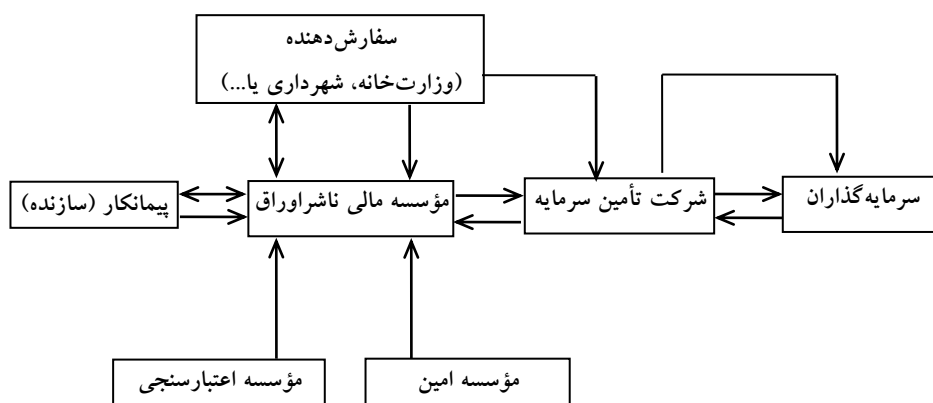 سفارش‌دهنده
(وزارت‌خانه، شهرداری یا...)
سرمایه‌گذاران
شرکت تأمین سرمایه
مؤسسه مالی ناشراوراق
پیمانکار (سازنده)
مؤسسه امین
مؤسسه اعتبارسنجی